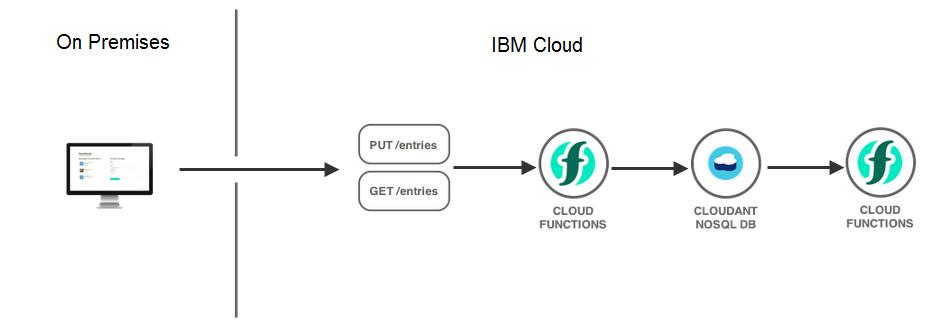 On Premises
IBM Cloud
PUT /entries
GET /entries
CLOUD
FUNCTIONS
CLOUDANT
NOSQL DB
CLOUD
FUNCTIONS